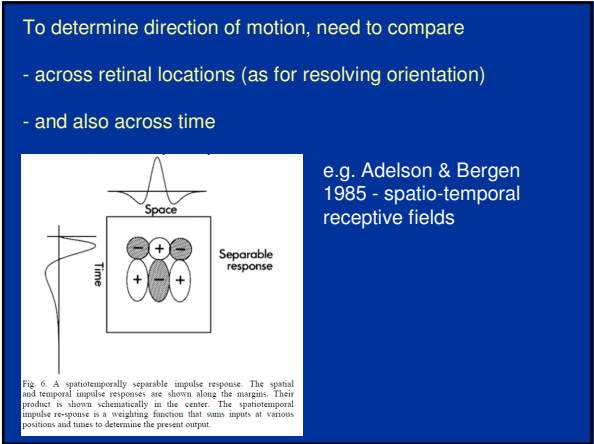 To determine direction of motion, need to compare
- across retinal locations (as for resolving orientation)
- and also across time
e.g. Adelson & Bergen
1985 - spatio-temporal
receptive fields
Space
Time
- + -
+ - +
Separable
response
Fig. 6. A spatiotemporally separable impulse response. The spatial
and temporal impulse responses are shown along the margins. Their
product is shown schematically in the center. The spatiotemporal
impulse re-sponse is a weighting function that sums inputs at various
positions and times to determine the present output.